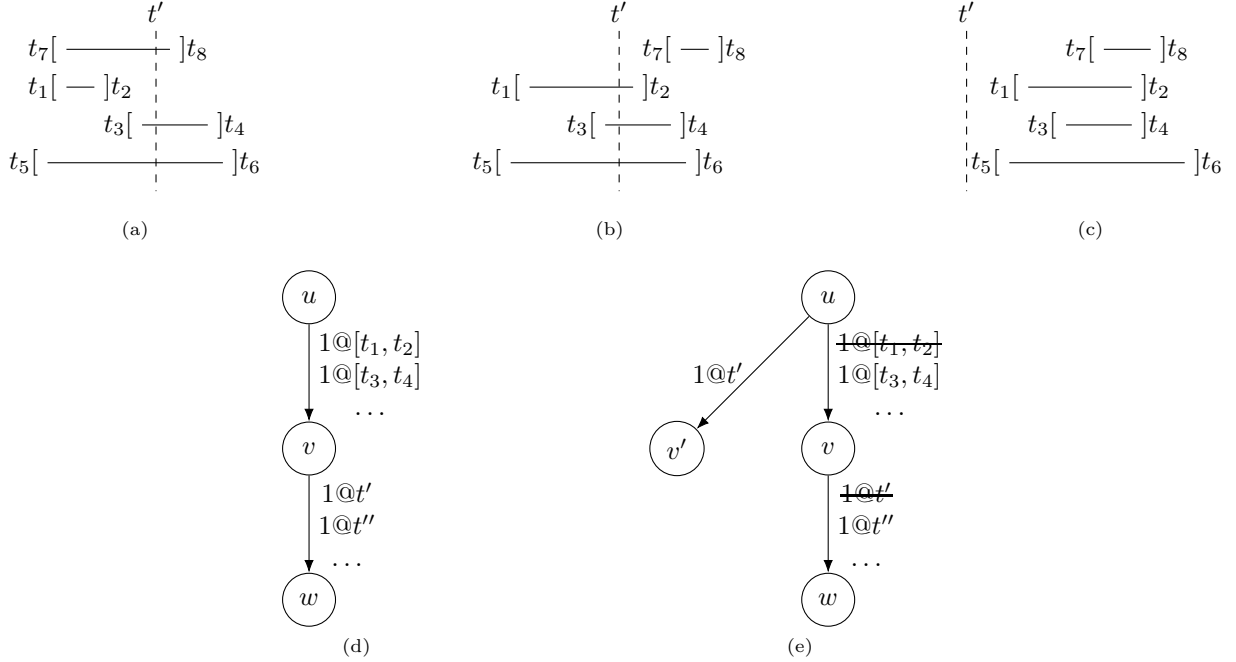 t′ t′ t′
t₇[ ]t₈ t₇[ ]t₈ t₇[ ]t₈
t₁[ ]t₂ t₁[ ]t₂ t₁[ ]t₂
t₃[ ]t₄ t₃[ ]t₄ t₃[ ]t₄
t₅[ ]t₆ t₅[ ]t₆ t₅[ ]t₆
(a) (b) (c)
u
1@[t₁, t₂]
1@[t₃, t₄]
...
v
1@t′
1@t″
...
w
(d)
u
1@[t₁, t₂]
1@[t₃, t₄]
...
1@t′
v′
v
1@t′
1@t″
...
w
(e)